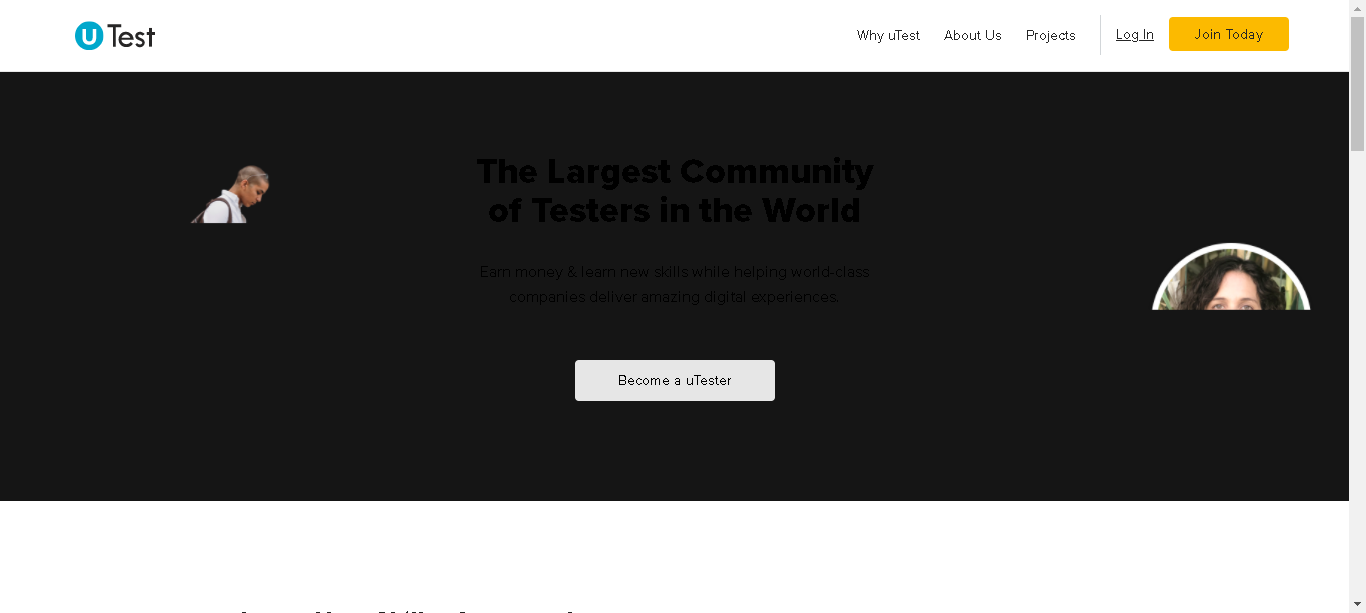 uTest
Why uTest
About Us
Projects
Log In
Join Today
The Largest Community
of Testers in the World
Earn money & learn new skills while helping world-class
companies deliver amazing digital experiences.
Become a uTester